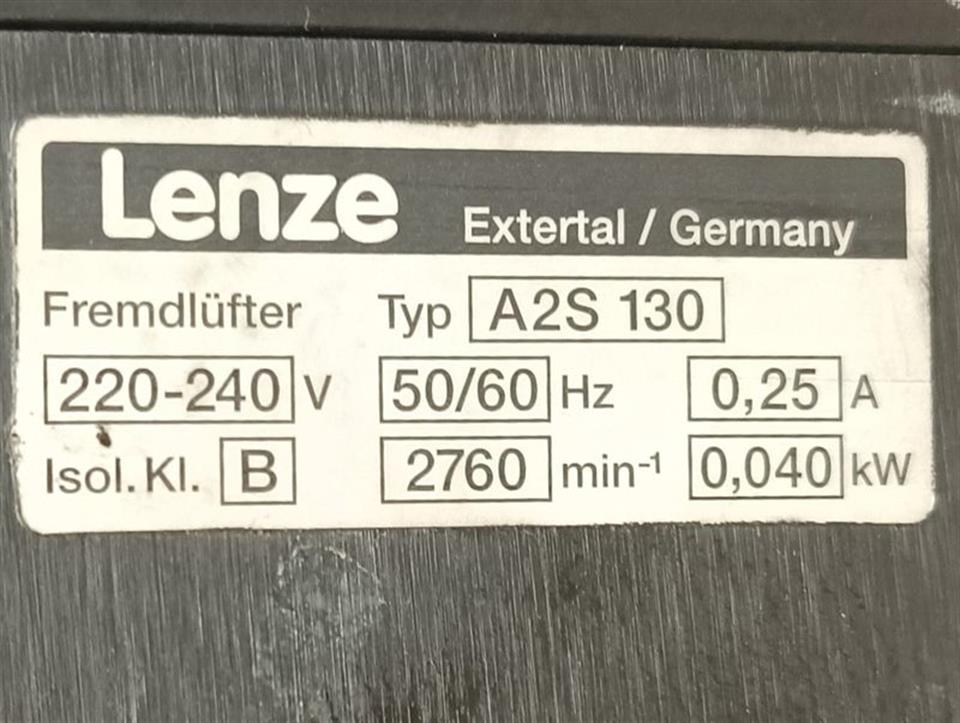 Lenze Extertal / Germany
Fremdlüfter Typ A2S 130
220-240 V 50/60 Hz 0,25 A
Isol. Kl. B 2760 min-1 0,040 kW